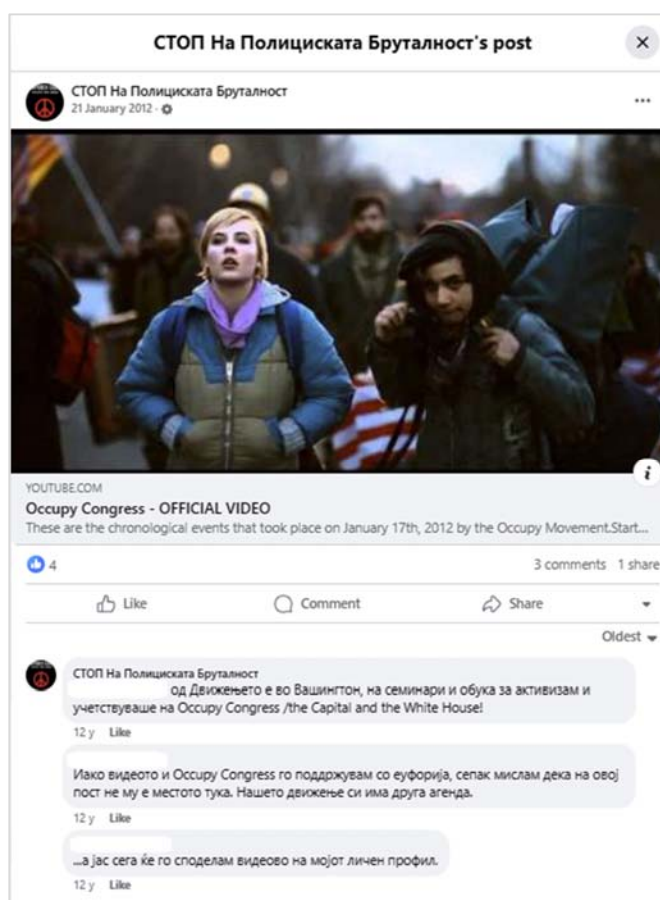 СТОП На Полициската Бруталност's post
СТОП На Полициската Бруталност
21 January 2012
YOUTUBE.COM
Occupy Congress - OFFICIAL VIDEO
These are the chronological events that took place on January 17th, 2012 by the Occupy Movement.Start...
4
3 comments 1 share
Like Comment Share
Oldest
СТОП На Полициската Бруталност
од Движењето е во Вашингтон, на семинари и обука за активизам и
учетствуваше на Occupy Congress /the Capital and the White House!
12 y Like
Иако видеото и Occupy Congress го поддржувам со еуфорија, сепак мислам дека на овој
пост не му е местото тука. Нашето движење си има друга агенда.
12 y Like
...а јас сега ќе го споделам видеово на мојот личен профил.
12 y Like